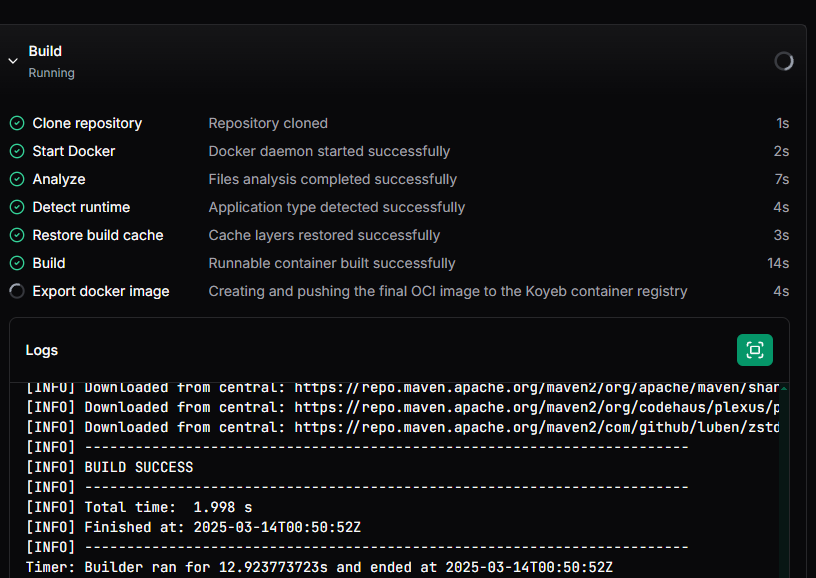 Build
Running
Clone repository Repository cloned 1s
Start Docker Docker daemon started successfully 2s
Analyze Files analysis completed successfully 7s
Detect runtime Application type detected successfully 4s
Restore build cache Cache layers restored successfully 3s
Build Runnable container built successfully 14s
Export docker image Creating and pushing the final OCI image to the Koyeb container registry 4s
Logs
[INFO] Downloaded from central: https://repo.maven.apache.org/maven2/org/apache/maven/shar
[INFO] Downloaded from central: https://repo.maven.apache.org/maven2/org/codehaus/plexus/p
[INFO] Downloaded from central: https://repo.maven.apache.org/maven2/com/github/luben/zstd
[INFO] ------------------------------------------------------------------------
[INFO] BUILD SUCCESS
[INFO] ------------------------------------------------------------------------
[INFO] Total time:  1.998 s
[INFO] Finished at: 2025-03-14T00:50:52Z
[INFO] ------------------------------------------------------------------------
Timer: Builder ran for 12.923773723s and ended at 2025-03-14T00:50:52Z